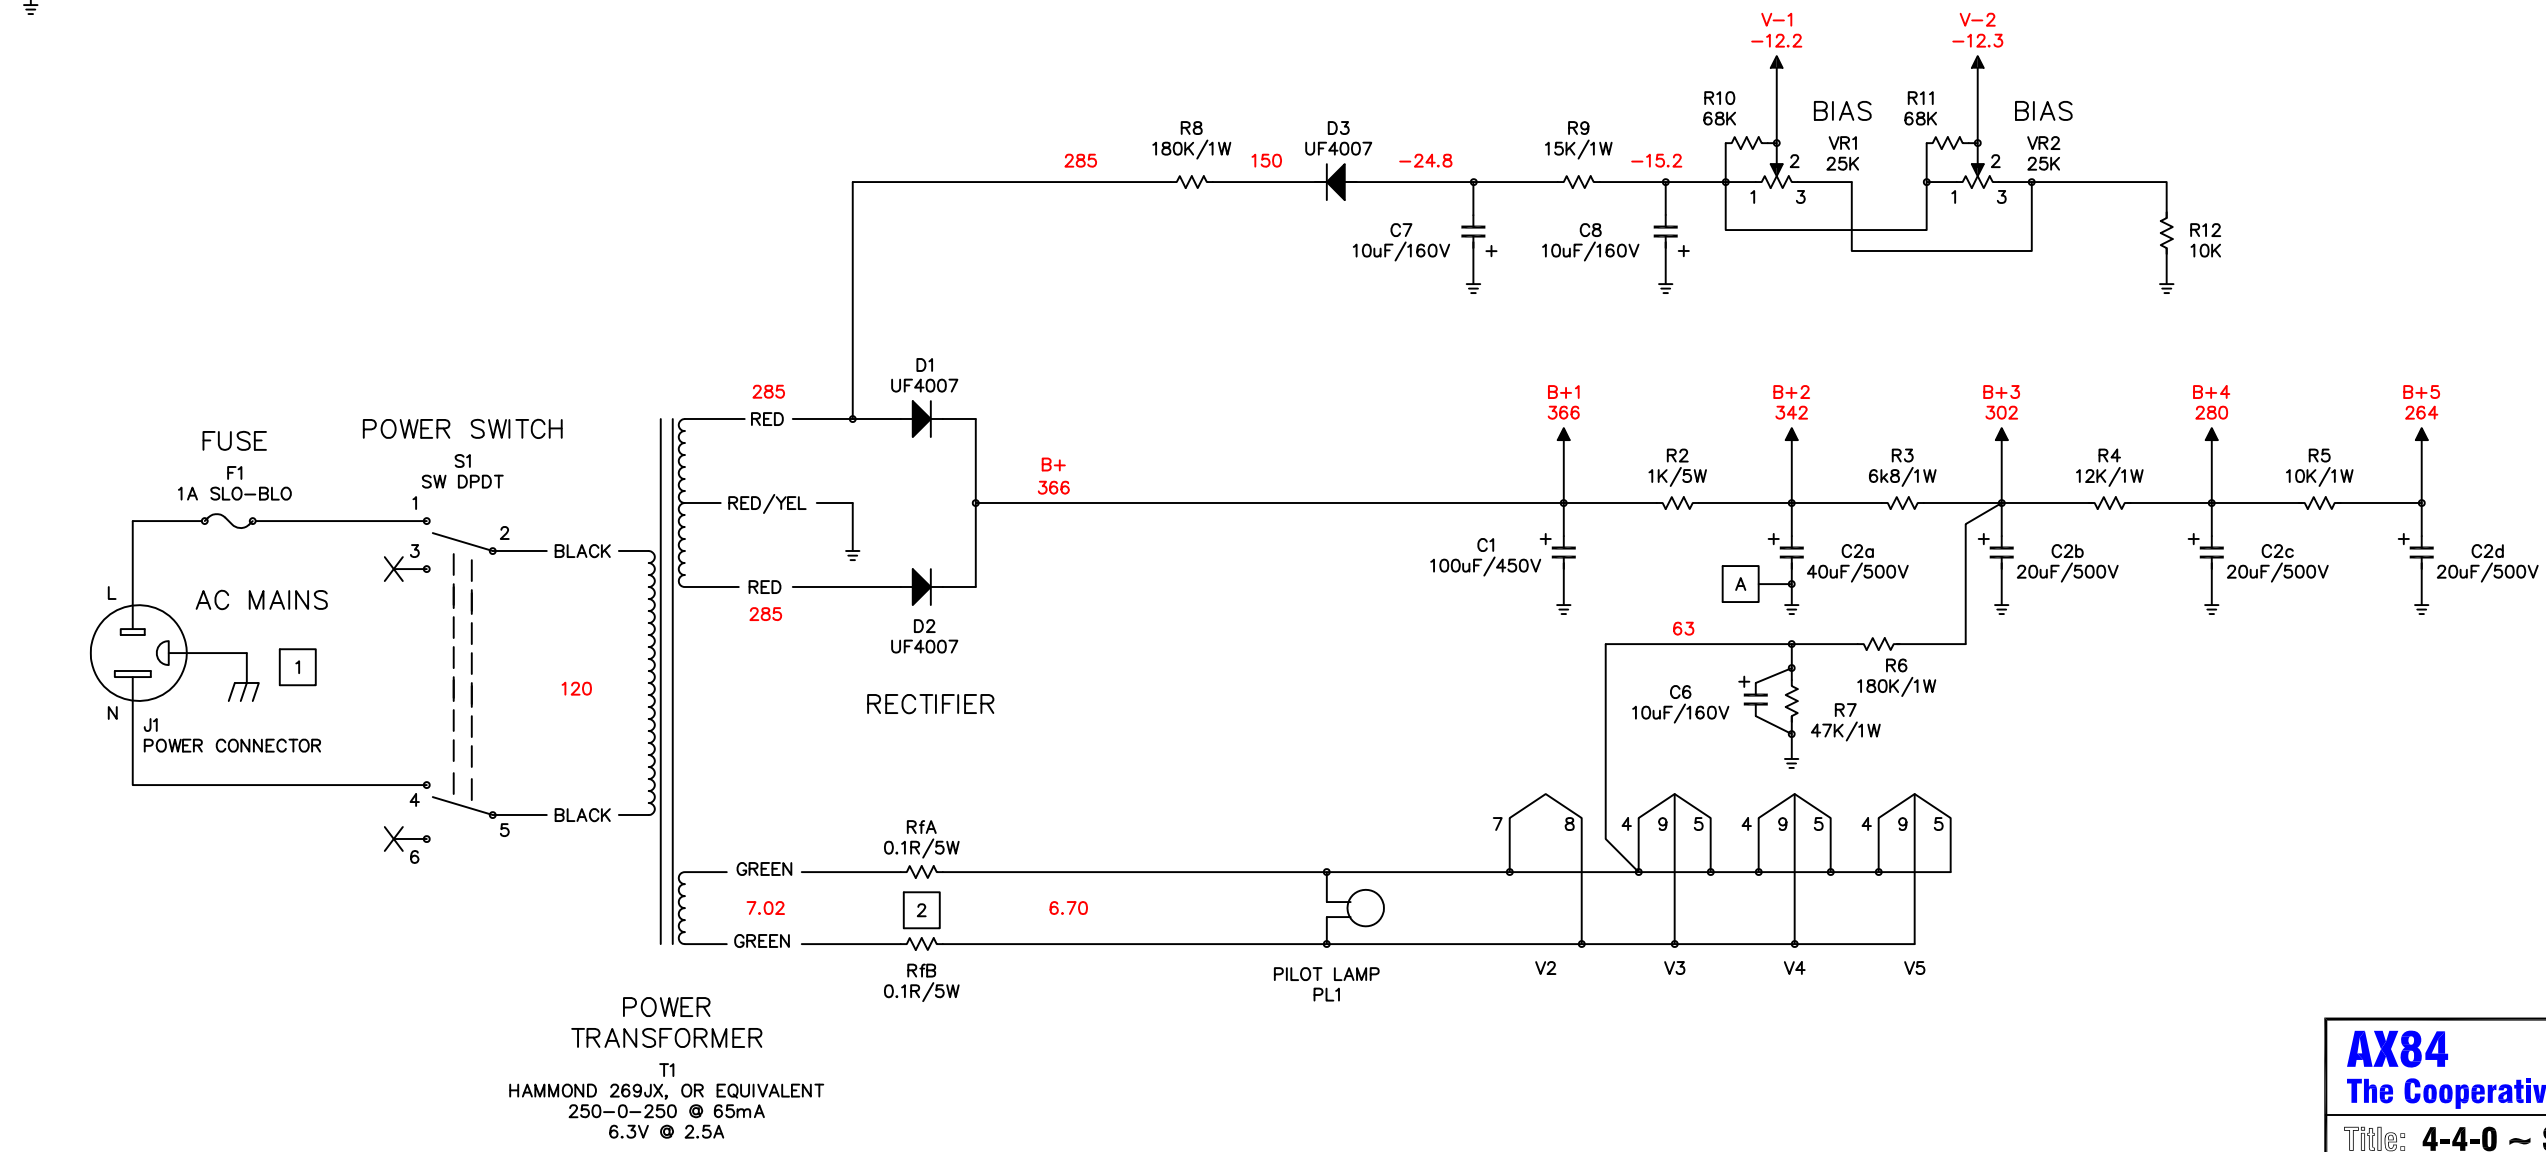 V-1
-12.2
V-2
-12.3
R10
68K
BIAS
VR1
25K
R11
68K
BIAS
VR2
25K
285
R8
180K/1W
150
D3
UF4007
-24.8
R9
15K/1W
-15.2
2
1
3
2
1
3
C7
10uF/160V
+
C8
10uF/160V
+
R12
10K
D1
UF4007
285
RED
B+
366
RED/YEL
RED
285
D2
UF4007
RECTIFIER
B+1
366
B+2
342
B+3
302
B+4
280
B+5
264
R2
1K/5W
R3
6k8/1W
R4
12K/1W
R5
10K/1W
C1
100uF/450V
+
C2a
40uF/500V
+
A
C2b
20uF/500V
+
C2c
20uF/500V
+
C2d
20uF/500V
+
63
R6
180K/1W
C6
10uF/160V
+
R7
47K/1W
FUSE
F1
1A SLO-BLO
POWER SWITCH
S1
SW DPDT
1
2
3
BLACK
L
AC MAINS
1
N
J1
POWER CONNECTOR
120
4
5
6
BLACK
RfA
0.1R/5W
GREEN
7.02
2
6.70
GREEN
RfB
0.1R/5W
PILOT LAMP
PL1
7
8
4
9
5
4
9
5
4
9
5
V2
V3
V4
V5
POWER
TRANSFORMER
T1
HAMMOND 269JX, OR EQUIVALENT
250-0-250 @ 65mA
6.3V @ 2.5A
AX84
The Cooperativ
Title: 4-4-0 ~ S